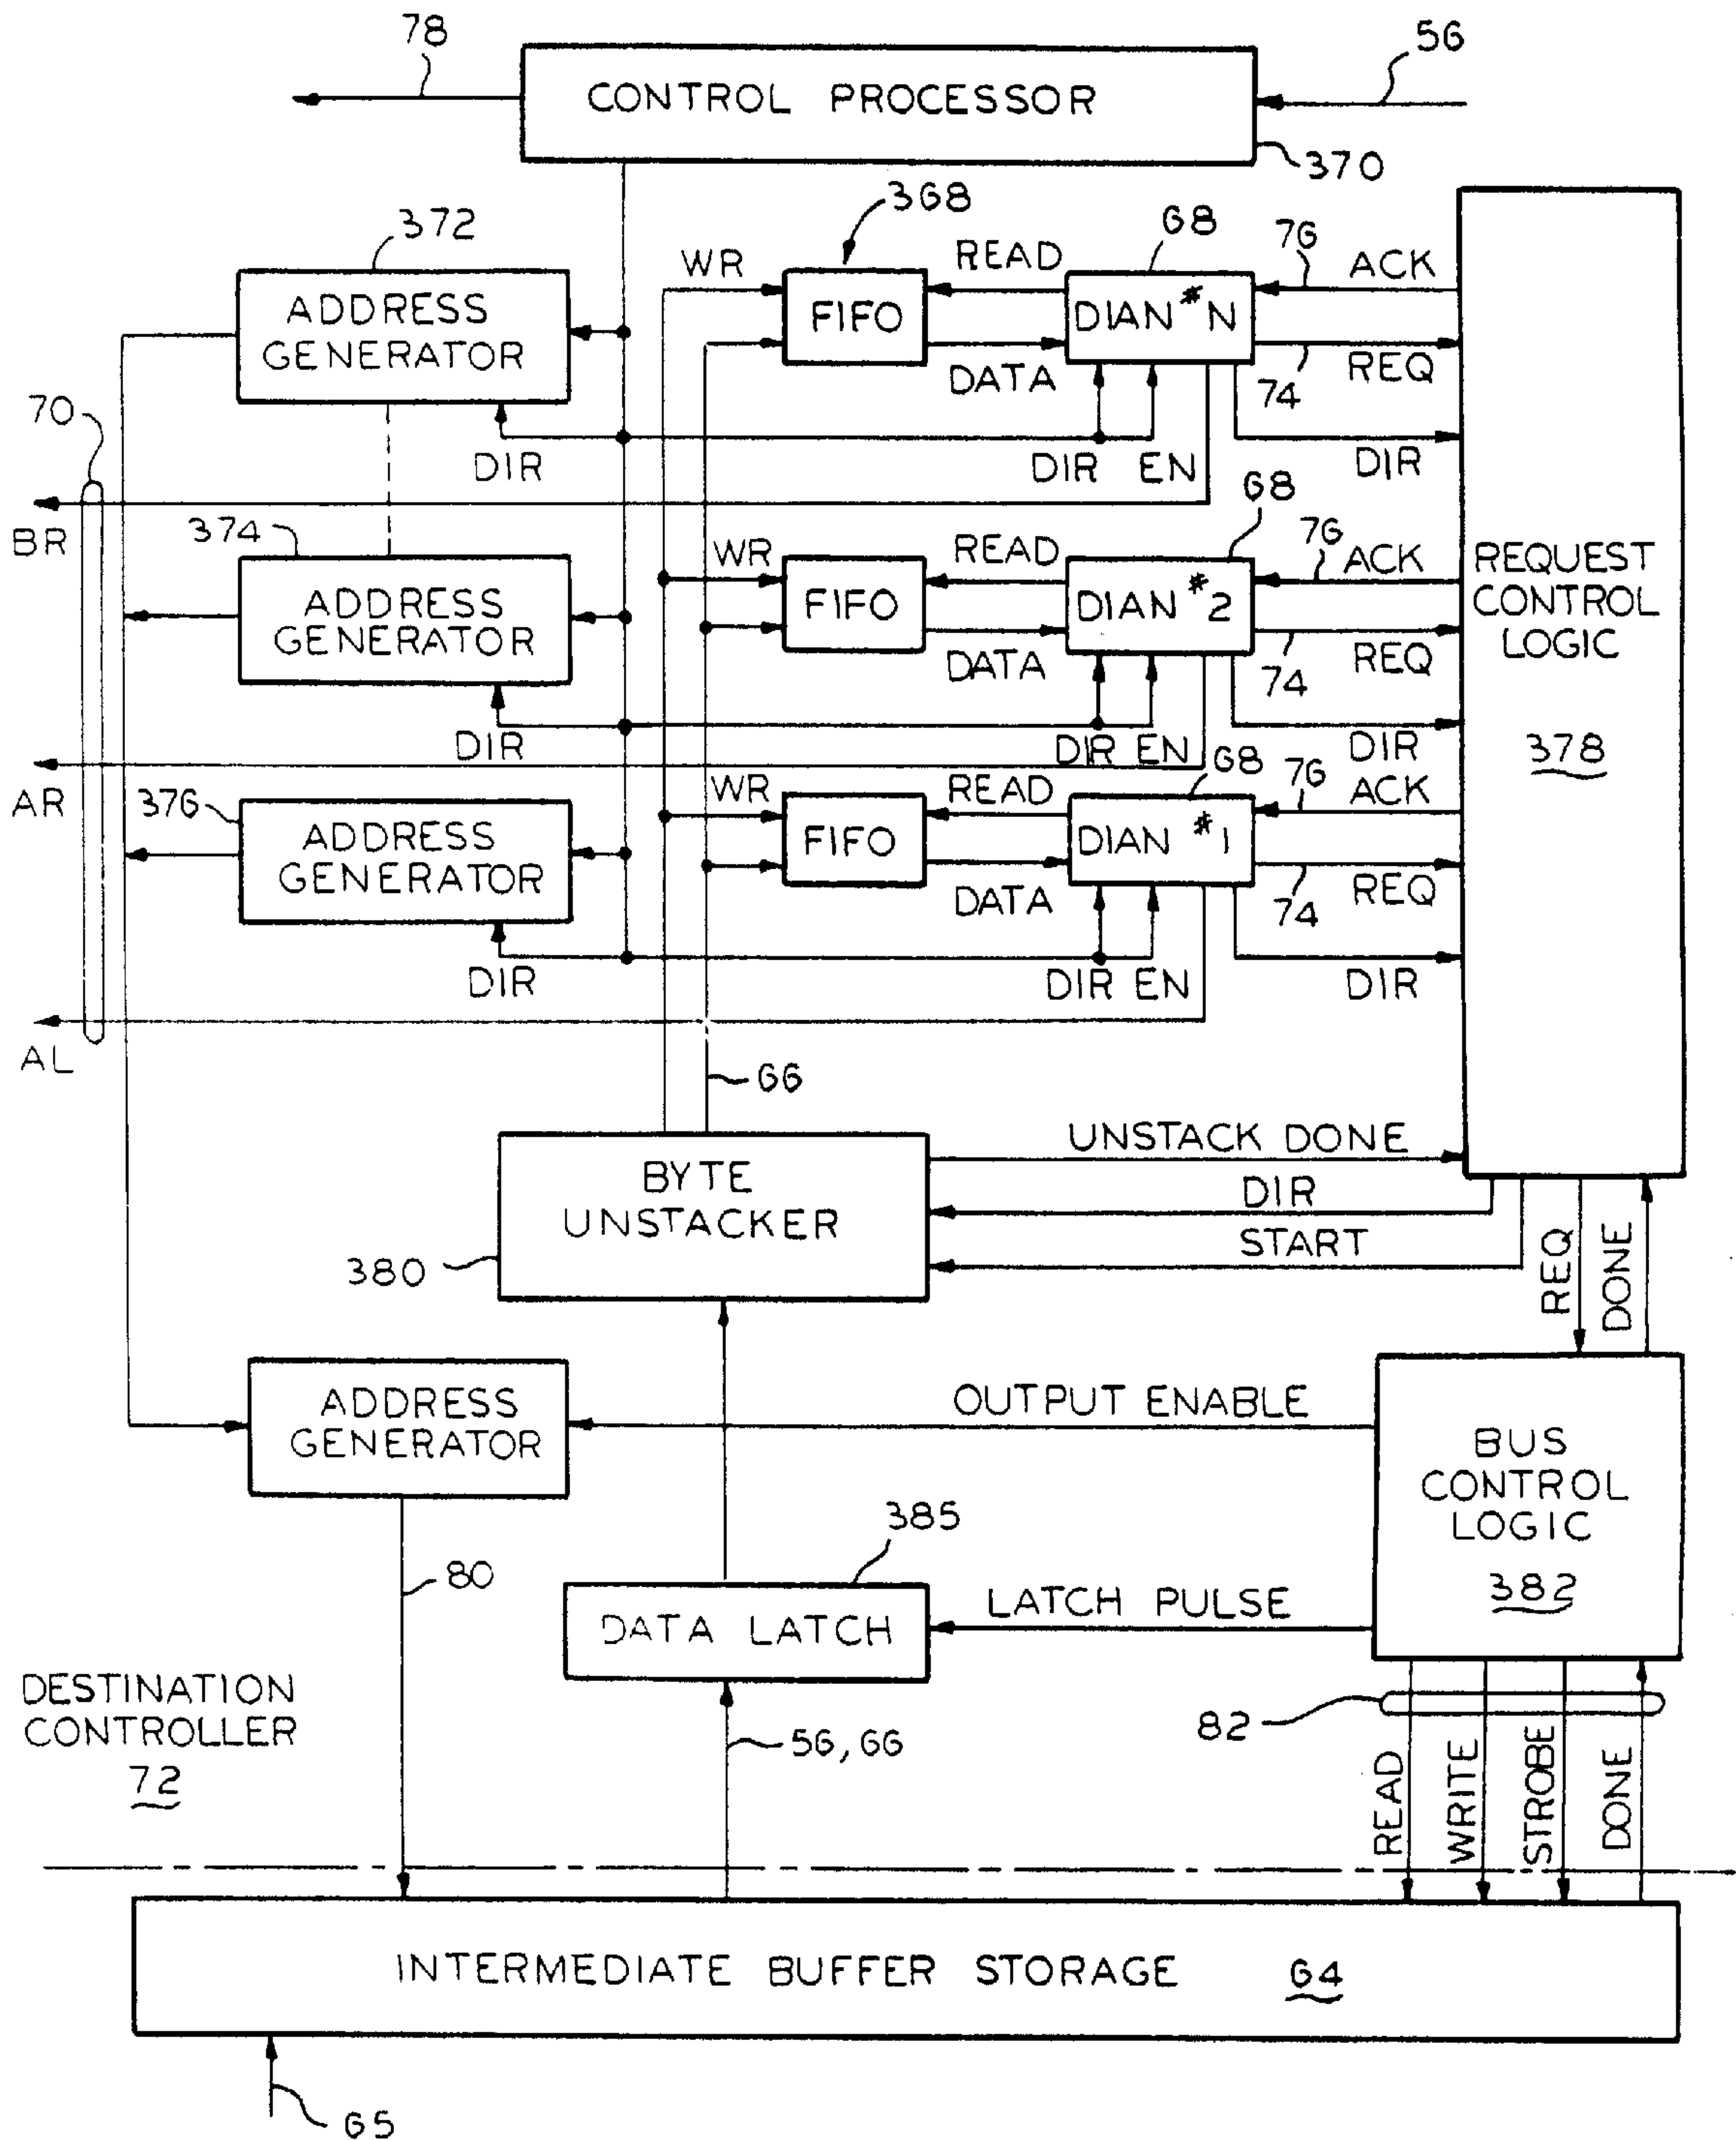 78
CONTROL PROCESSOR
56
370
372
368
68
76
ACK
WR
READ
ADDRESS
GENERATOR
FIFO
DIAN #N
DATA
74
REQ
70
DIR
DIR EN
DIR
BR
374
68
76
ACK
WR
READ
ADDRESS
GENERATOR
FIFO
DIAN #2
REQUEST
CONTROL
LOGIC
378
DATA
74
REQ
DIR
DIR EN
DIR
AR
376
68
76
ACK
WR
READ
ADDRESS
GENERATOR
FIFO
DIAN #1
DATA
74
REQ
DIR
DIR EN
DIR
AL
66
BYTE
UNSTACKER
380
UNSTACK DONE
DIR
START
REQ
DONE
ADDRESS
GENERATOR
OUTPUT ENABLE
BUS
CONTROL
LOGIC
382
385
80
DATA LATCH
LATCH PULSE
DESTINATION
CONTROLLER
72
56, 66
82
READ
WRITE
STROBE
DONE
INTERMEDIATE BUFFER STORAGE 64
65